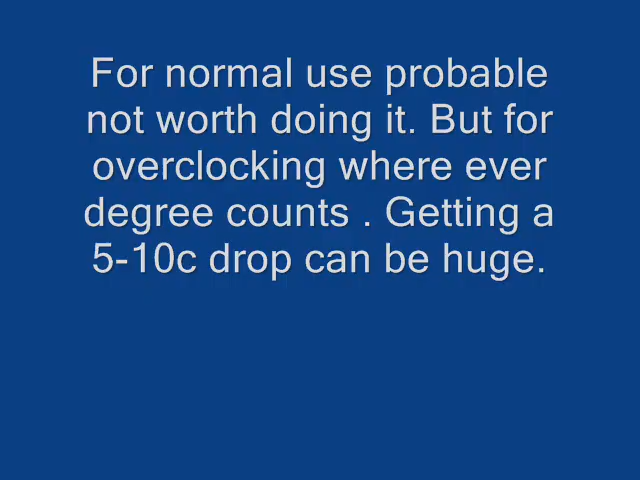 For normal use probable
not worth doing it. But for
overclocking where ever
degree counts . Getting a
5-10c drop can be huge.